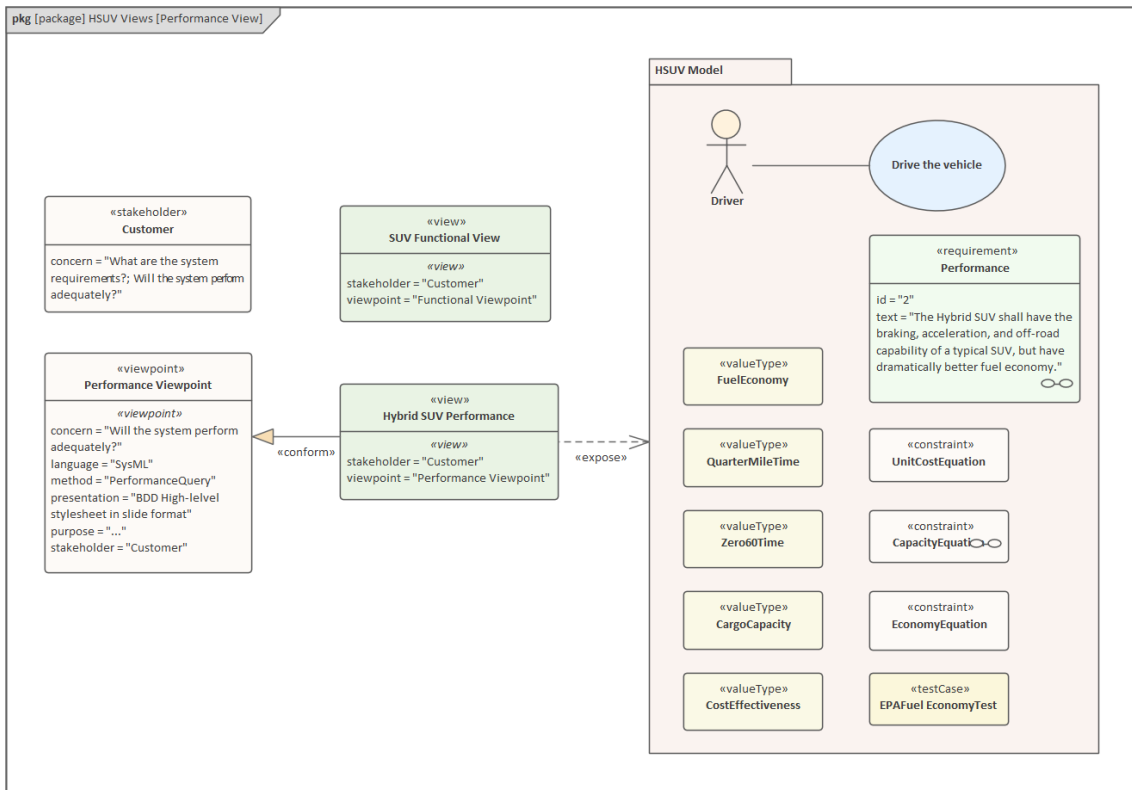 pkg [package] HSUV Views [Performance View]
HSUV Model
Driver
Drive the vehicle
«stakeholder»
Customer
concern = "What are the system
requirements?; Will the system perform
adequately?"
«view»
SUV Functional View
«view»
stakeholder = "Customer"
viewpoint = "Functional Viewpoint"
«requirement»
Performance
id = "2"
text = "The Hybrid SUV shall have the
braking, acceleration, and off-road
capability of a typical SUV, but have
dramatically better fuel economy."
«viewpoint»
Performance Viewpoint
«viewpoint»
concern = "Will the system perform
adequately?"
language = "SysML"
method = "PerformanceQuery"
presentation = "BDD High-lelvel
stylesheet in slide format"
purpose = "..."
stakeholder = "Customer"
«conform»
«view»
Hybrid SUV Performance
«view»
stakeholder = "Customer"
viewpoint = "Performance Viewpoint"
«expose»
«valueType»
FuelEconomy
«valueType»
QuarterMileTime
«constraint»
UnitCostEquation
«valueType»
Zero60Time
«constraint»
«valueType»
CargoCapacity
«constraint»
EconomyEquation
«valueType»
CostEffectiveness
«testCase»
EPAFuel EconomyTest